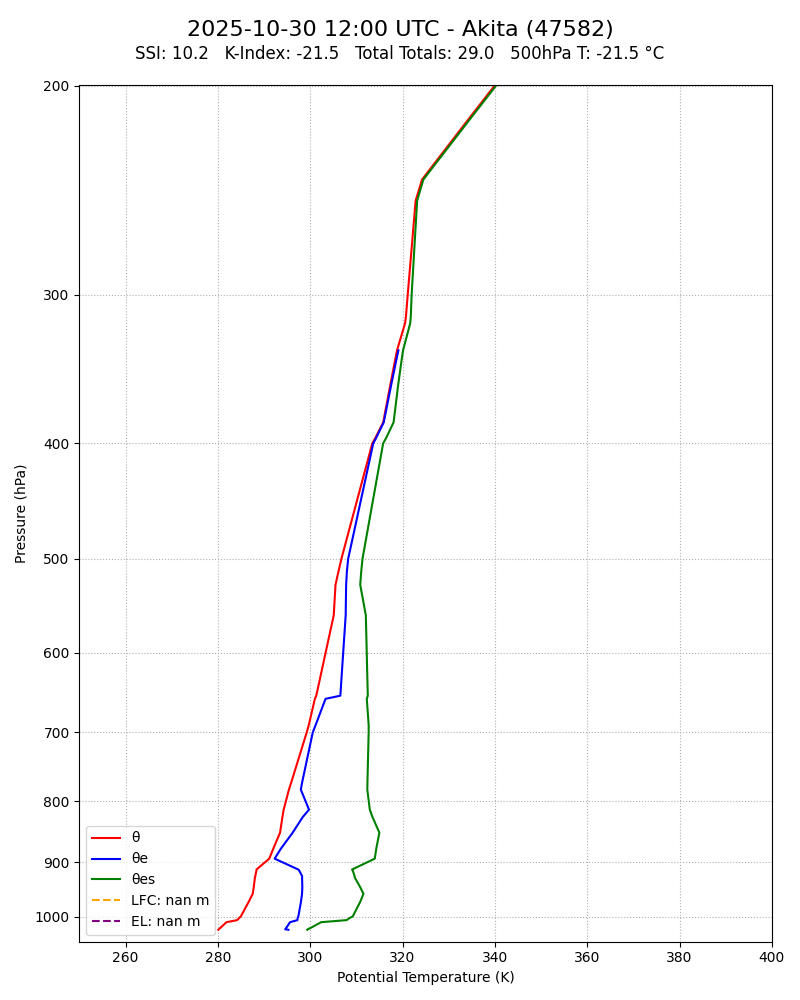 2025-10-30 12:00 UTC - Akita (47582)
SSI: 10.2   K-Index: -21.5   Total Totals: 29.0   500hPa T: -21.5 °C
200
300
400
500
600
700
800
900
1000
Pressure (hPa)
θ
θe
θes
LFC: nan m
EL: nan m
260 280 300 320 340 360 380 400
Potential Temperature (K)